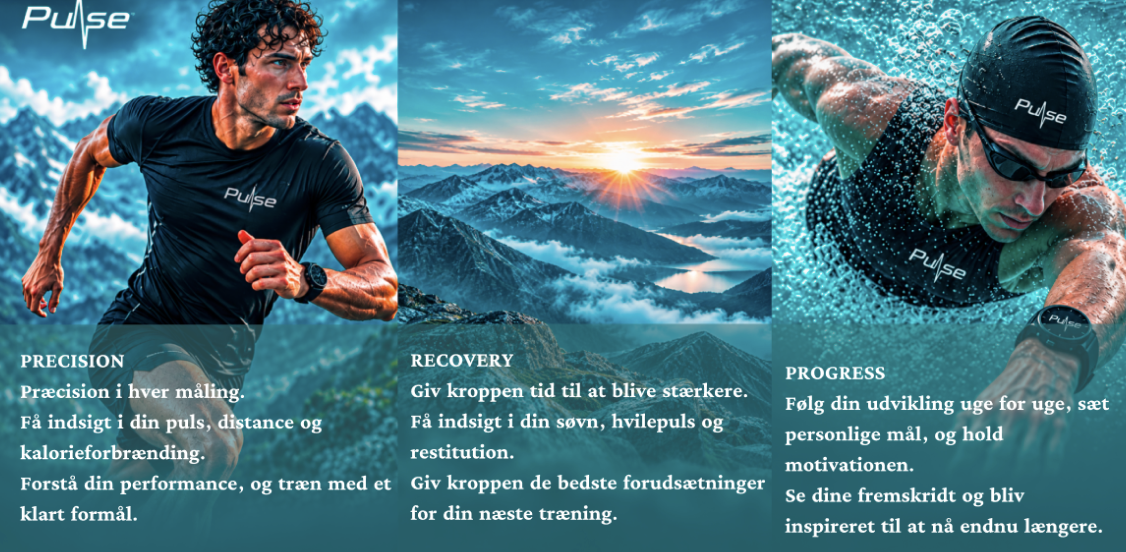 Pulse
Pulse
PRECISION
Præcision i hver måling.
Få indsigt i din puls, distance og
kalorieforbrænding.
Forstå din performance, og træn med et
klart formål.
RECOVERY
Giv kroppen tid til at blive stærkere.
Få indsigt i din søvn, hvilepuls og
restitution.
Giv kroppen de bedste forudsætninger
for din næste træning.
Pulse
Pulse
Pulse
PROGRESS
Følg din udvikling uge for uge, sæt
personlige mål, og hold
motivationen.
Se dine fremskridt og bliv
inspireret til at nå endnu længere.